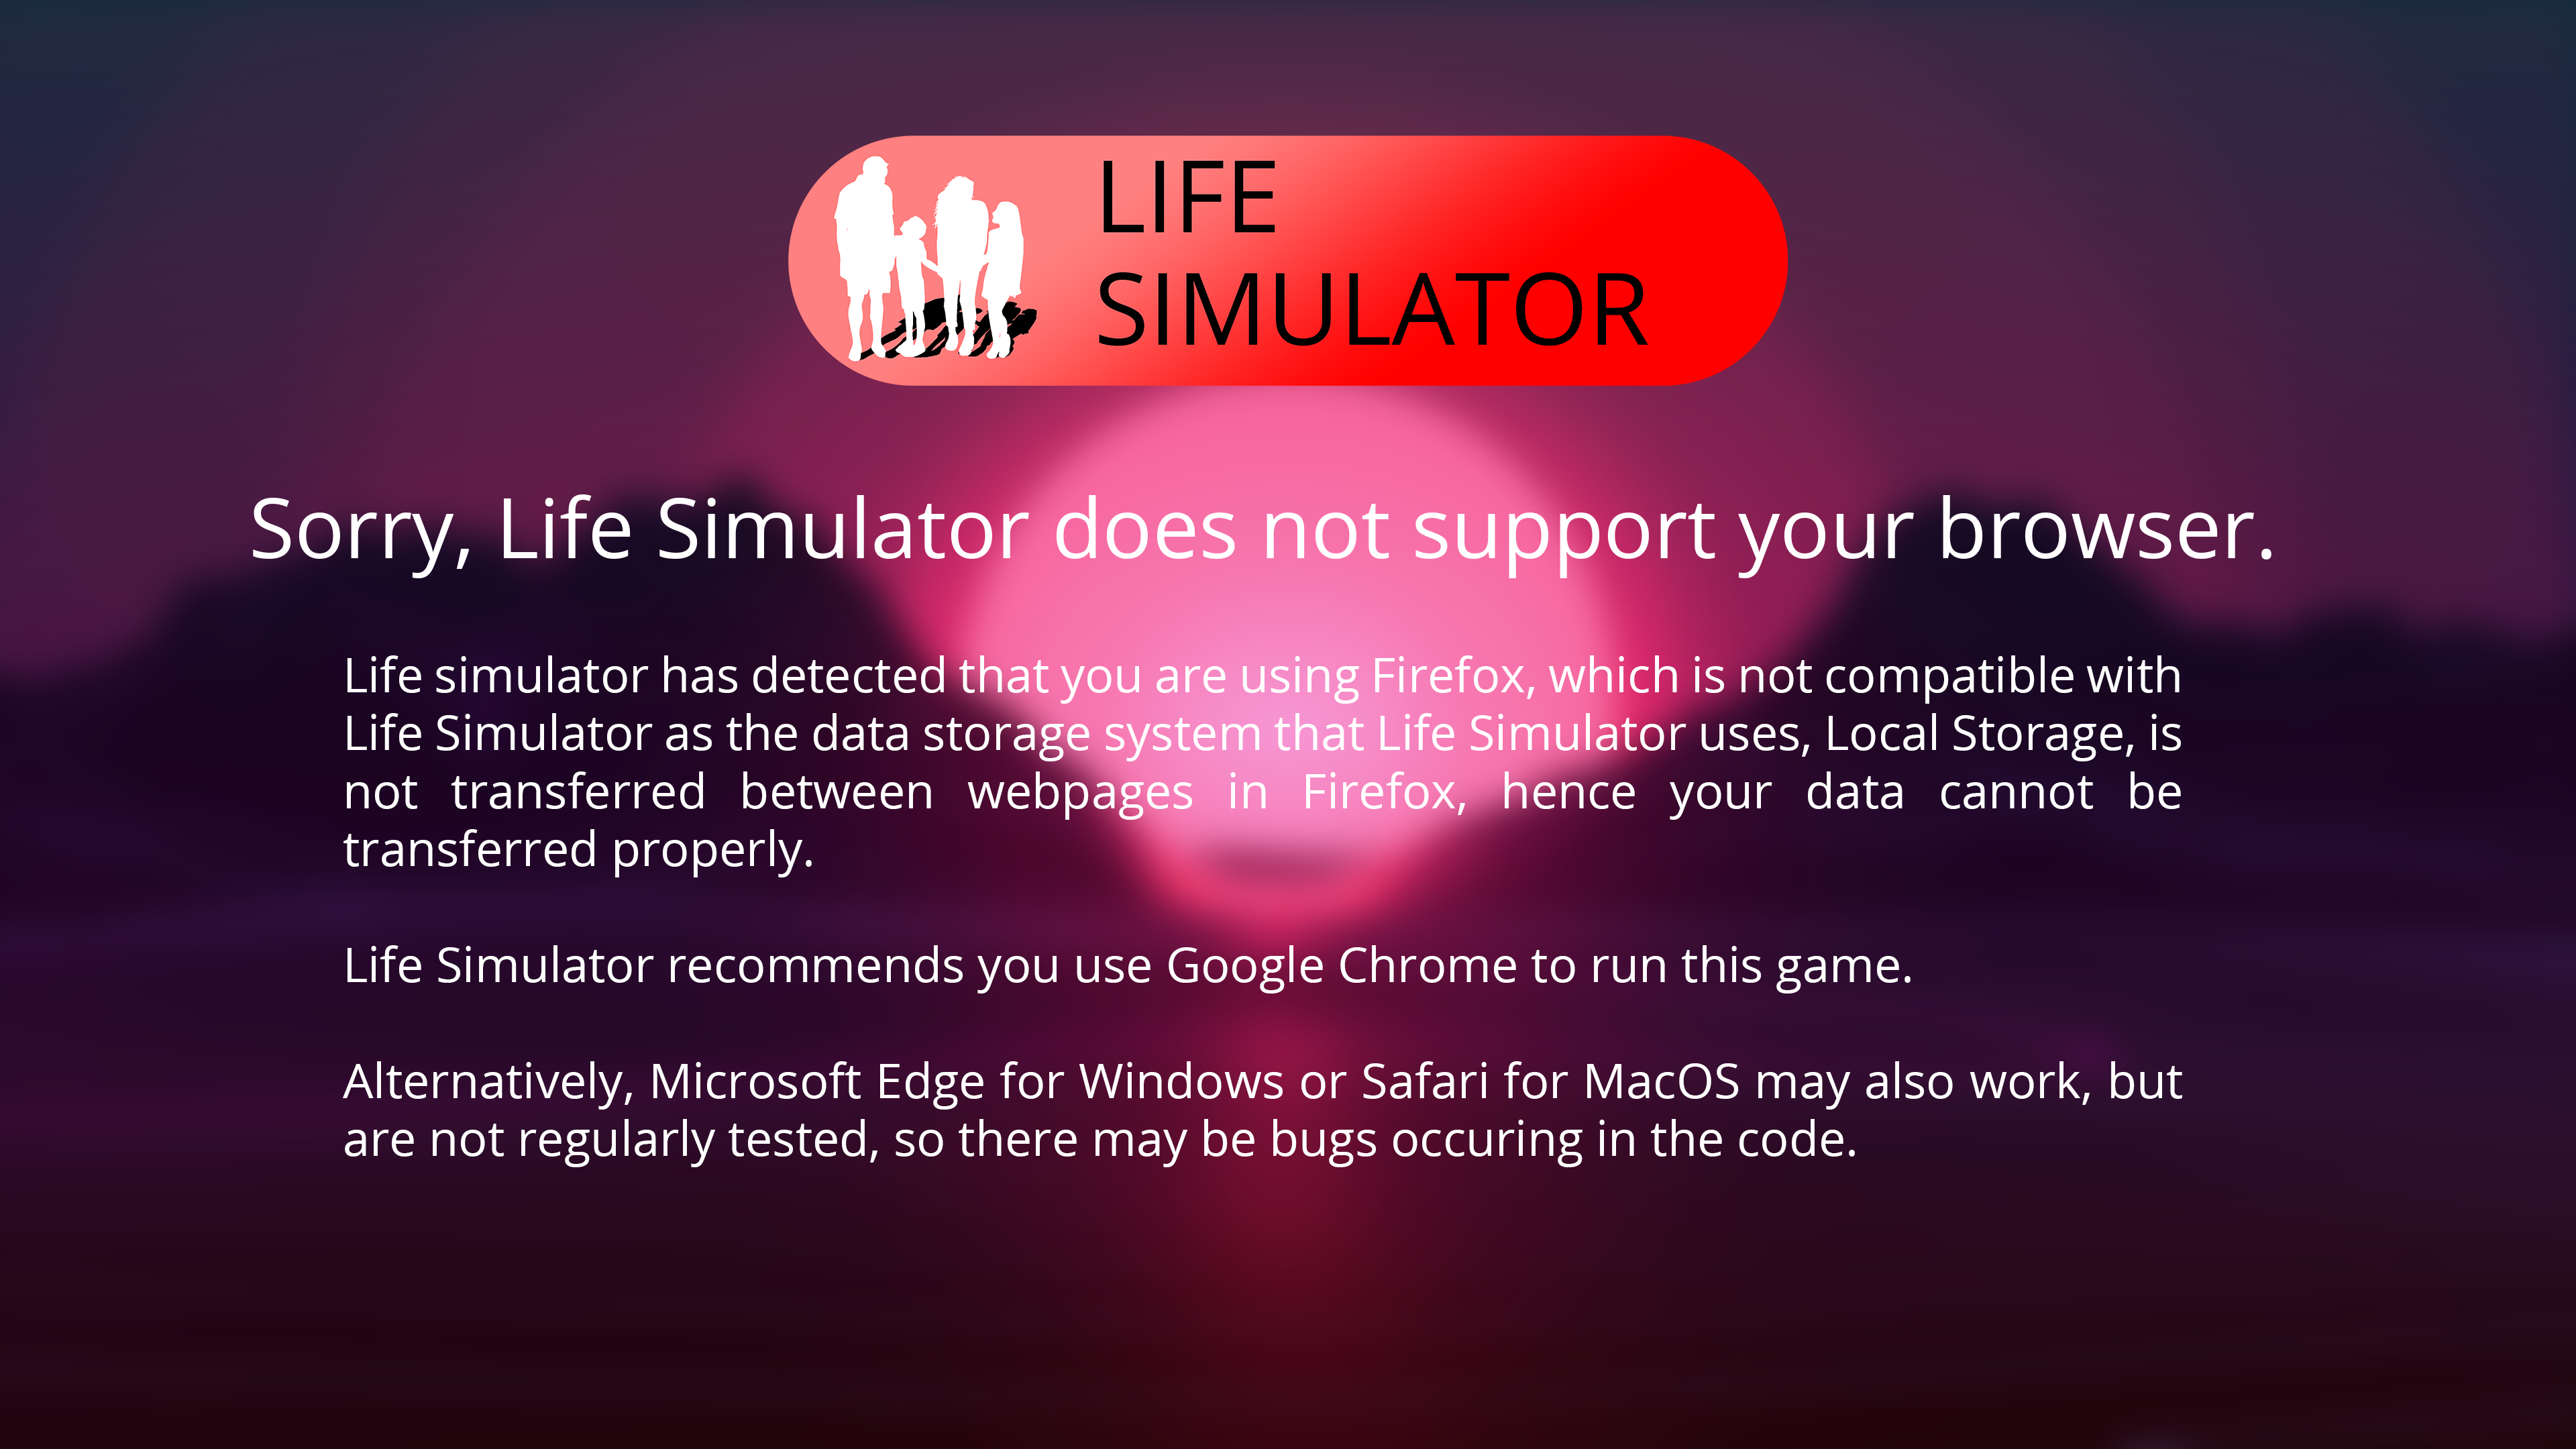 LIFE
SIMULATOR
Sorry, Life Simulator does not support your browser.
Life simulator has detected that you are using Firefox, which is not compatible with
Life Simulator as the data storage system that Life Simulator uses, Local Storage, is
not transferred between webpages in Firefox, hence your data cannot be
transferred properly.
Life Simulator recommends you use Google Chrome to run this game.
Alternatively, Microsoft Edge for Windows or Safari for MacOS may also work, but
are not regularly tested, so there may be bugs occuring in the code.